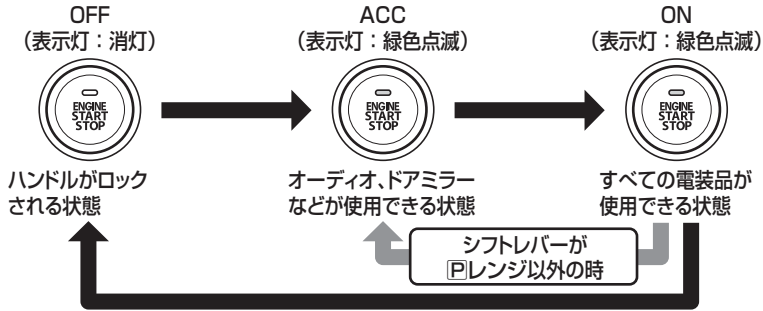 OFF
（表示灯：消灯）
ENGINE
START
STOP
ハンドルがロック
される状態
ACC
（表示灯：緑色点滅）
ENGINE
START
STOP
オーディオ、ドアミラー
などが使用できる状態
ON
（表示灯：緑色点滅）
ENGINE
START
STOP
すべての電装品が
使用できる状態
シフトレバーが
Pレンジ以外の時